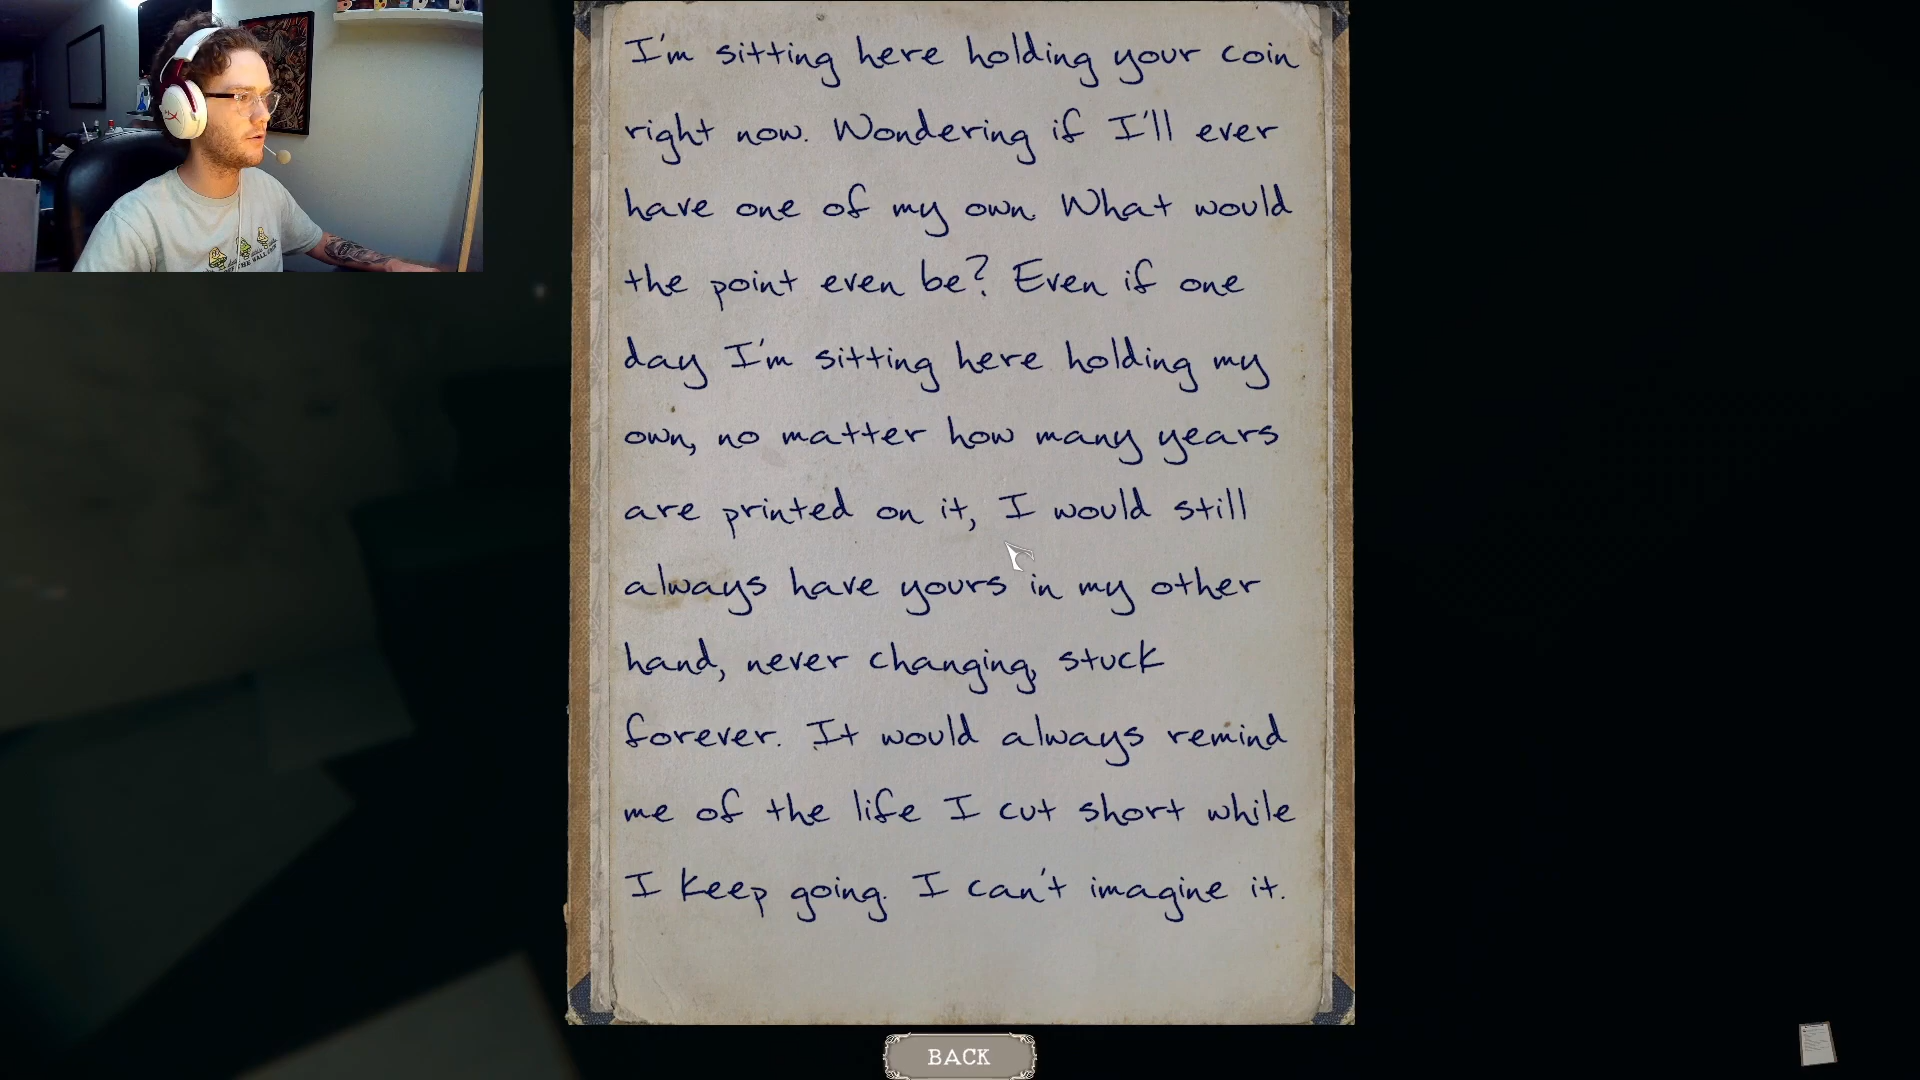 I'm sitting here holding your coin
right now. Wondering if I'll ever
have one of my own. What would
the point even be? Even if one
day I'm sitting here holding my
own, no matter how many years
are printed on it, I would still
always have yours in my other
hand, never changing, stuck
forever. It would always remind
me of the life I cut short while
I keep going. I can't imagine it.
BACK